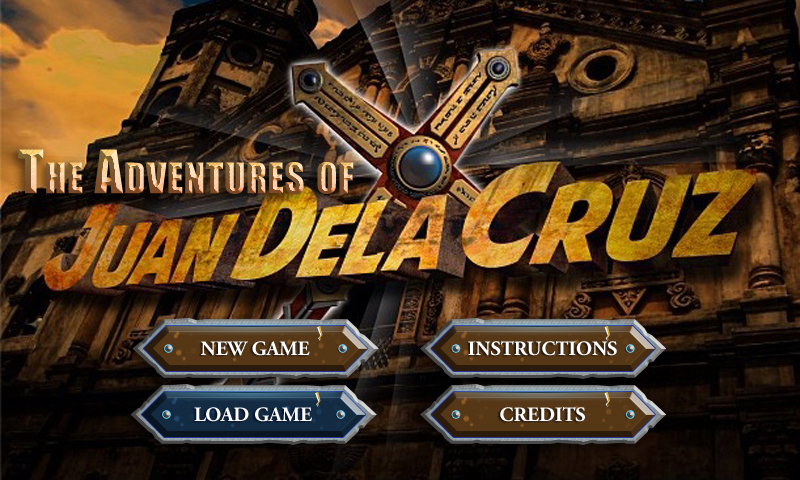 The Adventures of
Juan Dela Cruz
NEW GAME
INSTRUCTIONS
LOAD GAME
CREDITS